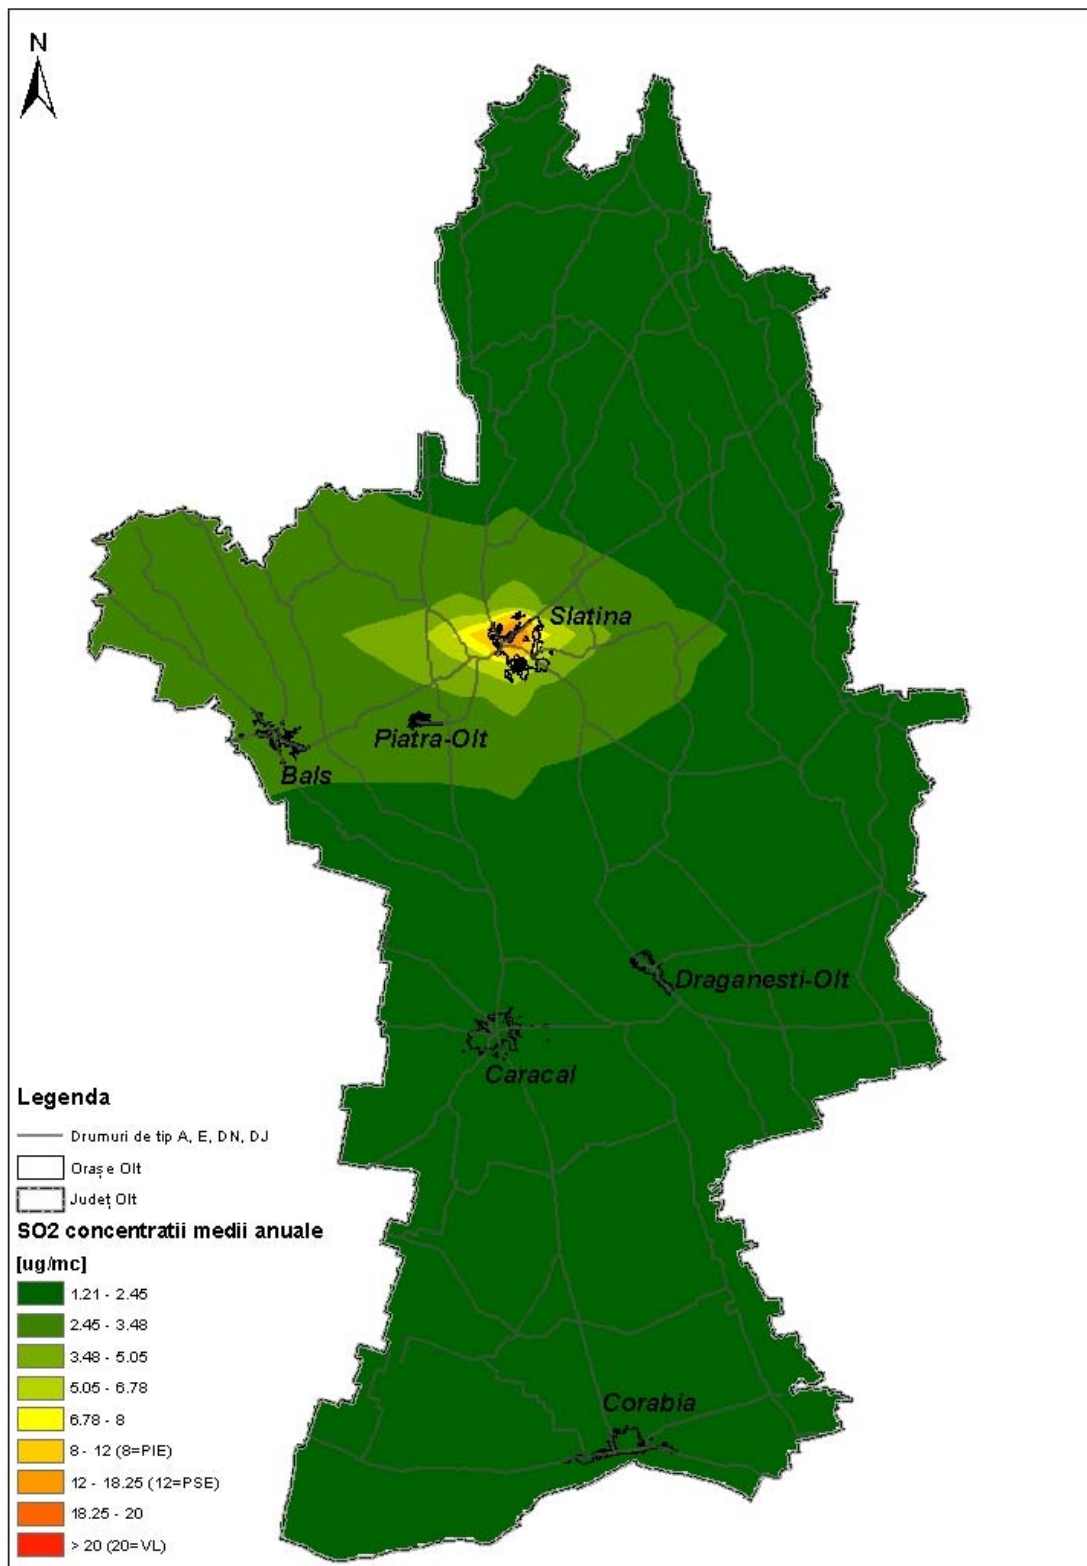 N
Slatina
Piatra-Olt
Bals
Draganesti-Olt
Caracal
Corabia
Legenda
Drumuri de tip A, E, DN, DJ
Orașe Olt
Județ Olt
SO2 concentratii medii anuale
[ug/mc]
1.21 - 2.45
2.45 - 3.48
3.48 - 5.05
5.05 - 6.78
6.78 - 8
8 - 12 (8=PIE)
12 - 18.25 (12=PSE)
18.25 - 20
> 20 (20=VL)